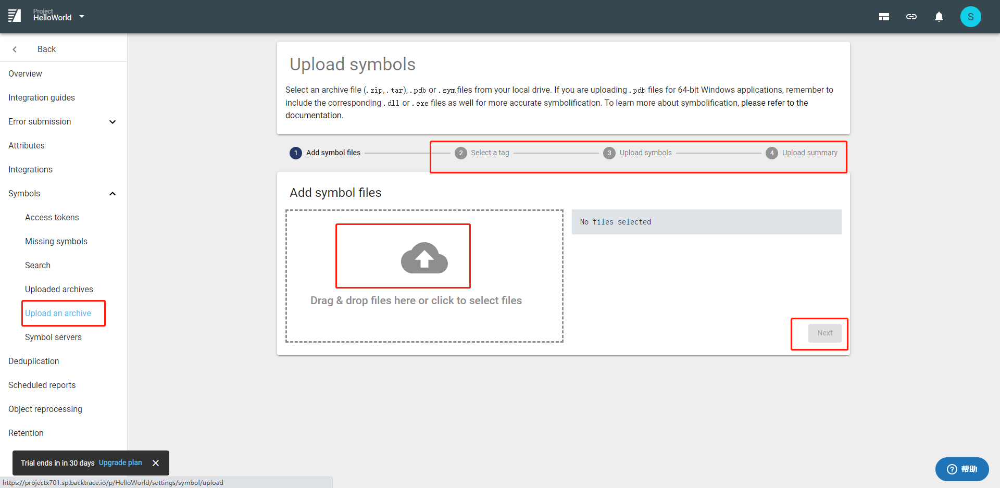 Project
HelloWorld
S
Back
Overview
Integration guides
Error submission
Attributes
Integrations
Symbols
Access tokens
Missing symbols
Search
Uploaded archives
Upload an archive
Symbol servers
Deduplication
Scheduled reports
Object reprocessing
Retention
Trial ends in in 30 days Upgrade plan
https://projectx701.sp.backtrace.io/p/HelloWorld/settings/symbol/upload
Upload symbols
Select an archive file (.zip,.tar),.pdb or .sym files from your local drive. If you are uploading .pdb files for 64-bit Windows applications, remember to
include the corresponding .dll or .exe files as well for more accurate symbolification. To learn more about symbolification, please refer to the
documentation.
1 Add symbol files 2 Select a tag 3 Upload symbols 4 Upload summary
Add symbol files
Drag & drop files here or click to select files
No files selected
Next
? 帮助